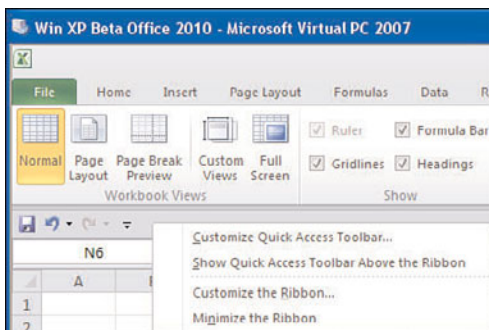 Win XP Beta Office 2010 - Microsoft Virtual PC 2007
File Home Insert Page Layout Formulas Data R
Normal Page Layout Page Break Preview Custom Views Full Screen
Ruler Formula Bar
Gridlines Headings
Workbook Views Show
N6
Customize Quick Access Toolbar...
Show Quick Access Toolbar Above the Ribbon
A
Customize the Ribbon...
1
Minimize the Ribbon
2